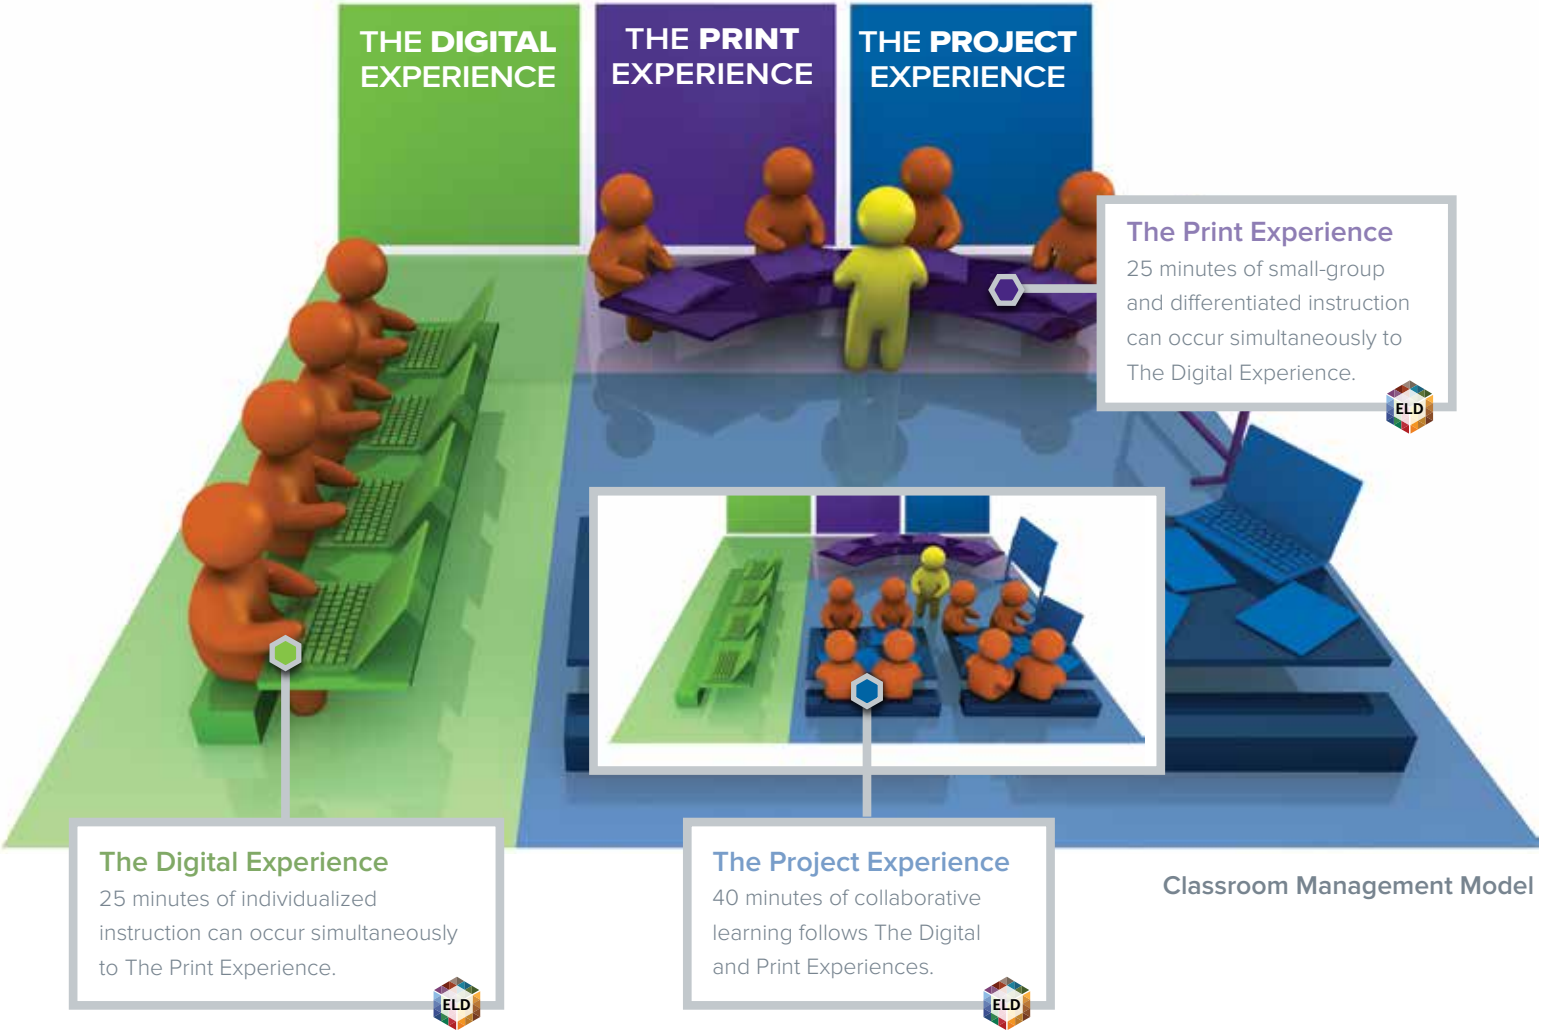 THE DIGITAL
EXPERIENCE
THE PRINT
EXPERIENCE
THE PROJECT
EXPERIENCE
The Print Experience
25 minutes of small-group
and differentiated instruction
can occur simultaneously to
The Digital Experience.
ELD
The Digital Experience
25 minutes of individualized
instruction can occur simultaneously
to The Print Experience.
ELD
The Project Experience
40 minutes of collaborative
learning follows The Digital
and Print Experiences.
ELD
Classroom Management Model